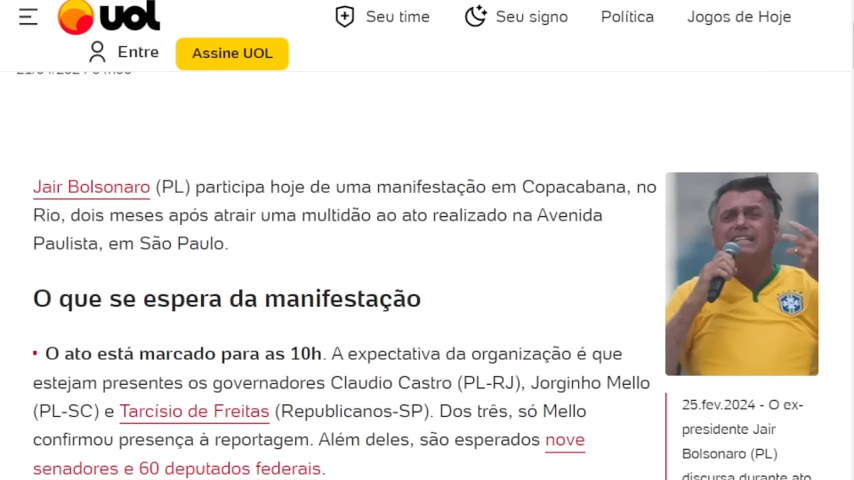 uol
Seu time
Seu signo
Política
Jogos de Hoje
Entre
Assine UOL
Jair Bolsonaro (PL) participa hoje de uma manifestação em Copacabana, no
Rio, dois meses após atrair uma multidão ao ato realizado na Avenida
Paulista, em São Paulo.
O que se espera da manifestação
O ato está marcado para as 10h. A expectativa da organização é que
estejam presentes os governadores Claudio Castro (PL-RJ), Jorginho Mello
(PL-SC) e Tarcísio de Freitas (Republicanos-SP). Dos três, só Mello
confirmou presença à reportagem. Além deles, são esperados nove
senadores e 60 deputados federais.
25.fev.2024 - O ex-
presidente Jair
Bolsonaro (PL)
discursa durante ato